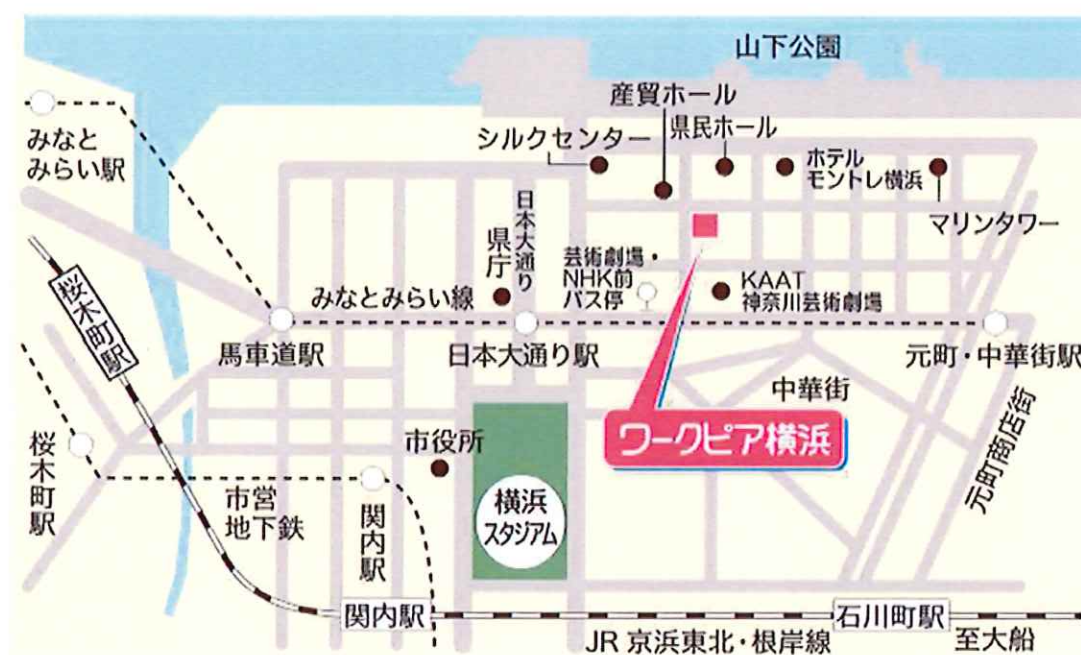 山下公園
産貿ホール
県民ホール
シルクセンター
ホテル
モントレ横浜
マリンタワー
みなと
みらい駅
日本大通り
県庁
芸術劇場・
NHK前
バス停
KAAT
神奈川芸術劇場
みなとみらい線
桜木町駅
馬車道駅
日本大通り駅
元町・中華街駅
中華街
ワークピア横浜
元町商店街
桜木町駅
市役所
市営
地下鉄
関内駅
横浜
スタジアム
関内駅
石川町駅
JR 京浜東北・根岸線
至大船